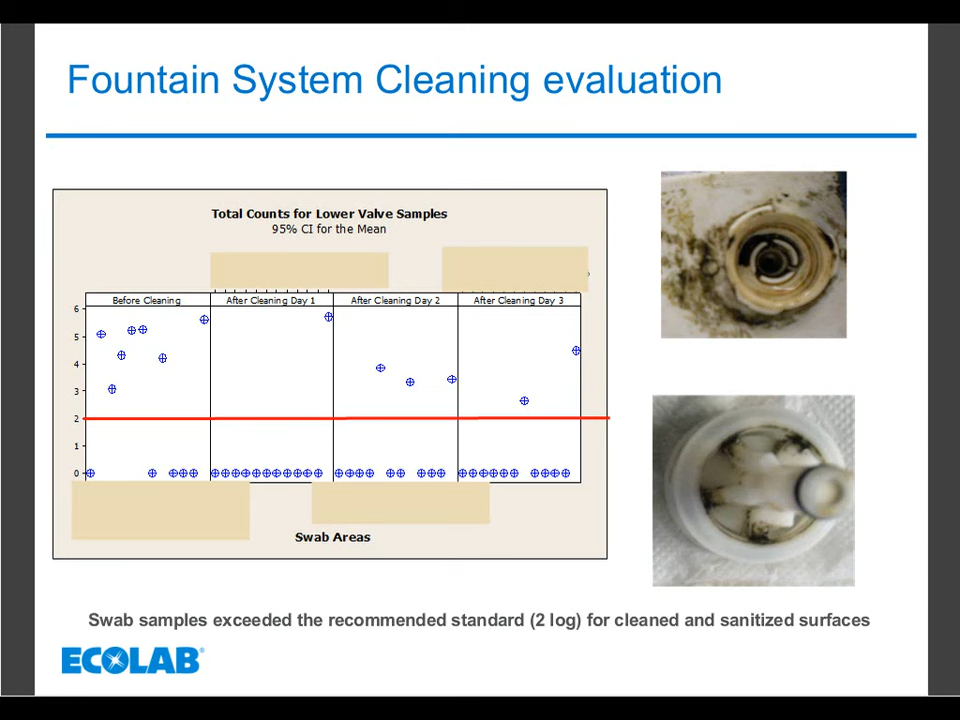 Fountain System Cleaning evaluation
Total Counts for Lower Valve Samples
95% CI for the Mean
Before Cleaning
After Cleaning Day 1
After Cleaning Day 2
After Cleaning Day 3
6
5
4
3
2
1
0
Swab Areas
Swab samples exceeded the recommended standard (2 log) for cleaned and sanitized surfaces
ECOLAB®